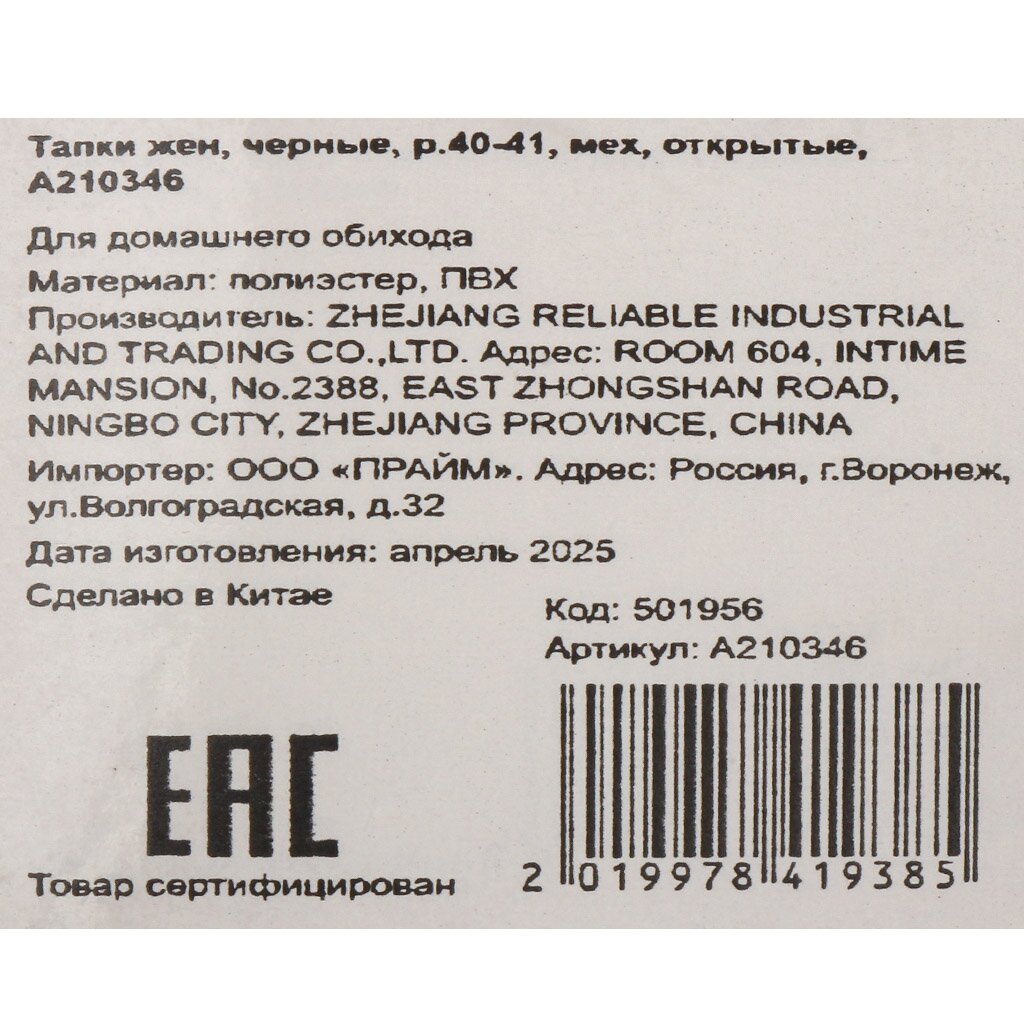 Тапки жен, черные, р.40-41, мех, открытые,
А210346
Для домашнего обихода
Материал: полиэстер, ПВХ
Производитель: ZHEJIANG RELIABLE INDUSTRIAL
AND TRADING CO.,LTD. Адрес: ROOM 604, INTIME
MANSION, No.2388, EAST ZHONGSHAN ROAD,
NINGBO CITY, ZHEJIANG PROVINCE, CHINA
Импортер: ООО «ПРАЙМ». Адрес: Россия, г.Воронеж,
ул.Волгоградская, д.32
Дата изготовления: апрель 2025
Сделано в Китае
Код: 501956
Артикул: А210346
EAC
Товар сертифицирован
2 019978 419385